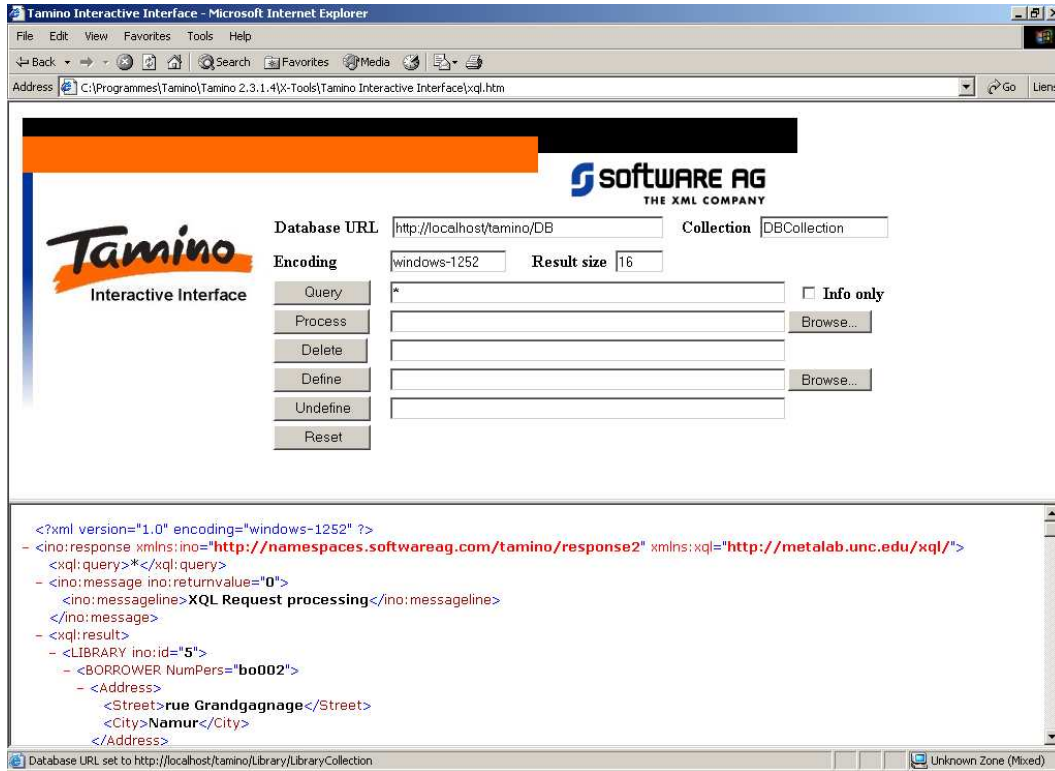 Tamino Interactive Interface - Microsoft Internet Explorer
File Edit View Favorites Tools Help
Back Search Favorites Media
Address C:\Programmes\Tamino\Tamino 2.3.1.4\X-Tools\Tamino Interactive Interface\xql.htm Go Liens
software AG
THE XML COMPANY
Tamino
Interactive Interface
Database URL http://localhost/tamino/DB Collection DBCollection
Encoding windows-1252 Result size 16
Query * Info only
Process Browse...
Delete
Define Browse...
Undefine
Reset
<?xml version="1.0" encoding="windows-1252" ?>
- <ino:response xmlns:ino="http://namespaces.softwareag.com/tamino/response2" xmlns:xql="http://metalab.unc.edu/xql/">
<xql:query>*</xql:query>
- <ino:message ino:returnvalue="0">
<ino:messageline>XQL Request processing</ino:messageline>
</ino:message>
- <xql:result>
- <LIBRARY ino:id="5">
- <BORROWER NumPers="bo002">
- <Address>
<Street>rue Grandgagnage</Street>
<City>Namur</City>
</Address>
Database URL set to http://localhost/tamino/Library/LibraryCollection Unknown Zone (Mixed)